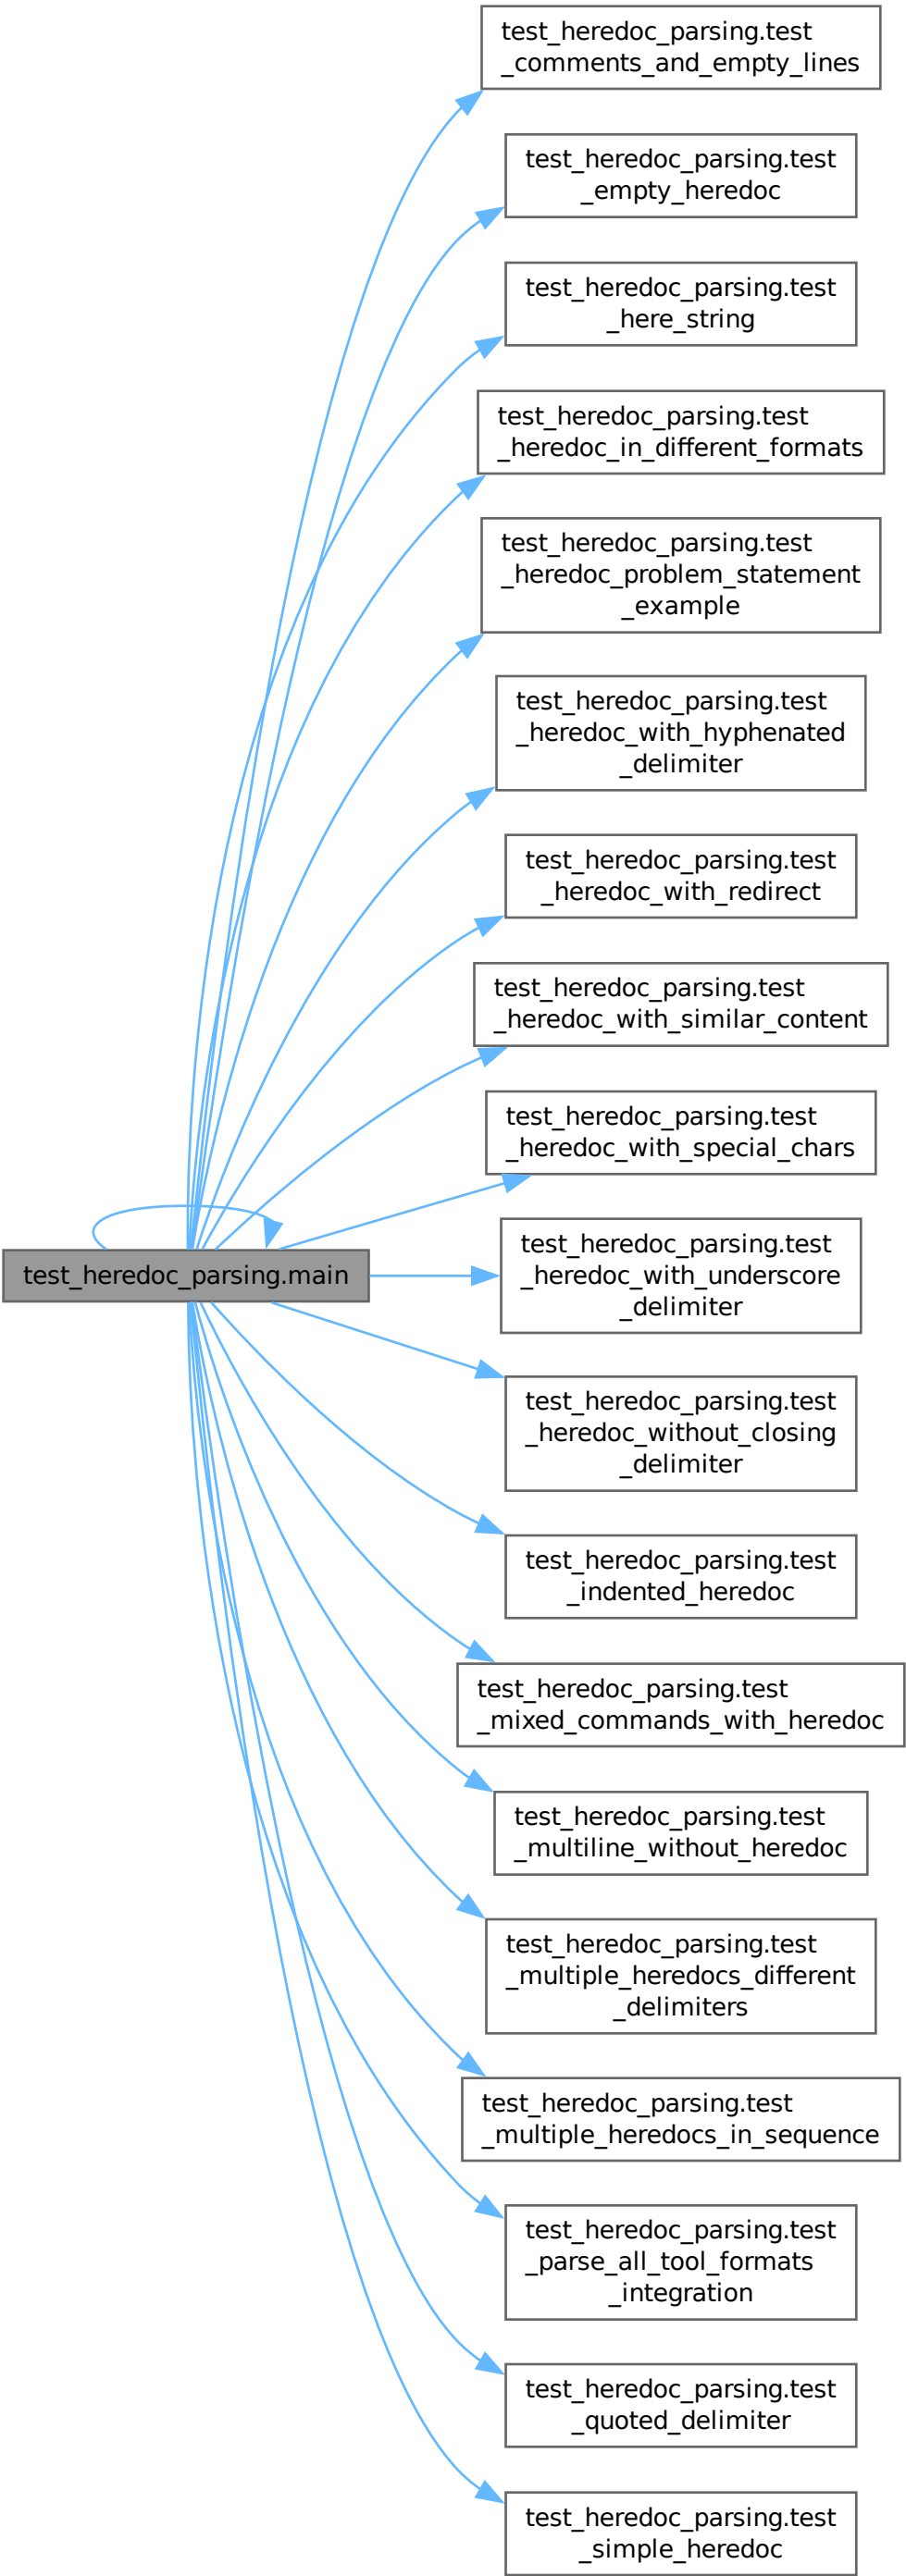 test_heredoc_parsing.test
_comments_and_empty_lines
test_heredoc_parsing.test
_empty_heredoc
test_heredoc_parsing.test
_here_string
test_heredoc_parsing.test
_heredoc_in_different_formats
test_heredoc_parsing.test
_heredoc_problem_statement
_example
test_heredoc_parsing.test
_heredoc_with_hyphenated
_delimiter
test_heredoc_parsing.test
_heredoc_with_redirect
test_heredoc_parsing.test
_heredoc_with_similar_content
test_heredoc_parsing.test
_heredoc_with_special_chars
test_heredoc_parsing.main
test_heredoc_parsing.test
_heredoc_with_underscore
_delimiter
test_heredoc_parsing.test
_heredoc_without_closing
_delimiter
test_heredoc_parsing.test
_indented_heredoc
test_heredoc_parsing.test
_mixed_commands_with_heredoc
test_heredoc_parsing.test
_multiline_without_heredoc
test_heredoc_parsing.test
_multiple_heredocs_different
_delimiters
test_heredoc_parsing.test
_multiple_heredocs_in_sequence
test_heredoc_parsing.test
_parse_all_tool_formats
_integration
test_heredoc_parsing.test
_quoted_delimiter
test_heredoc_parsing.test
_simple_heredoc